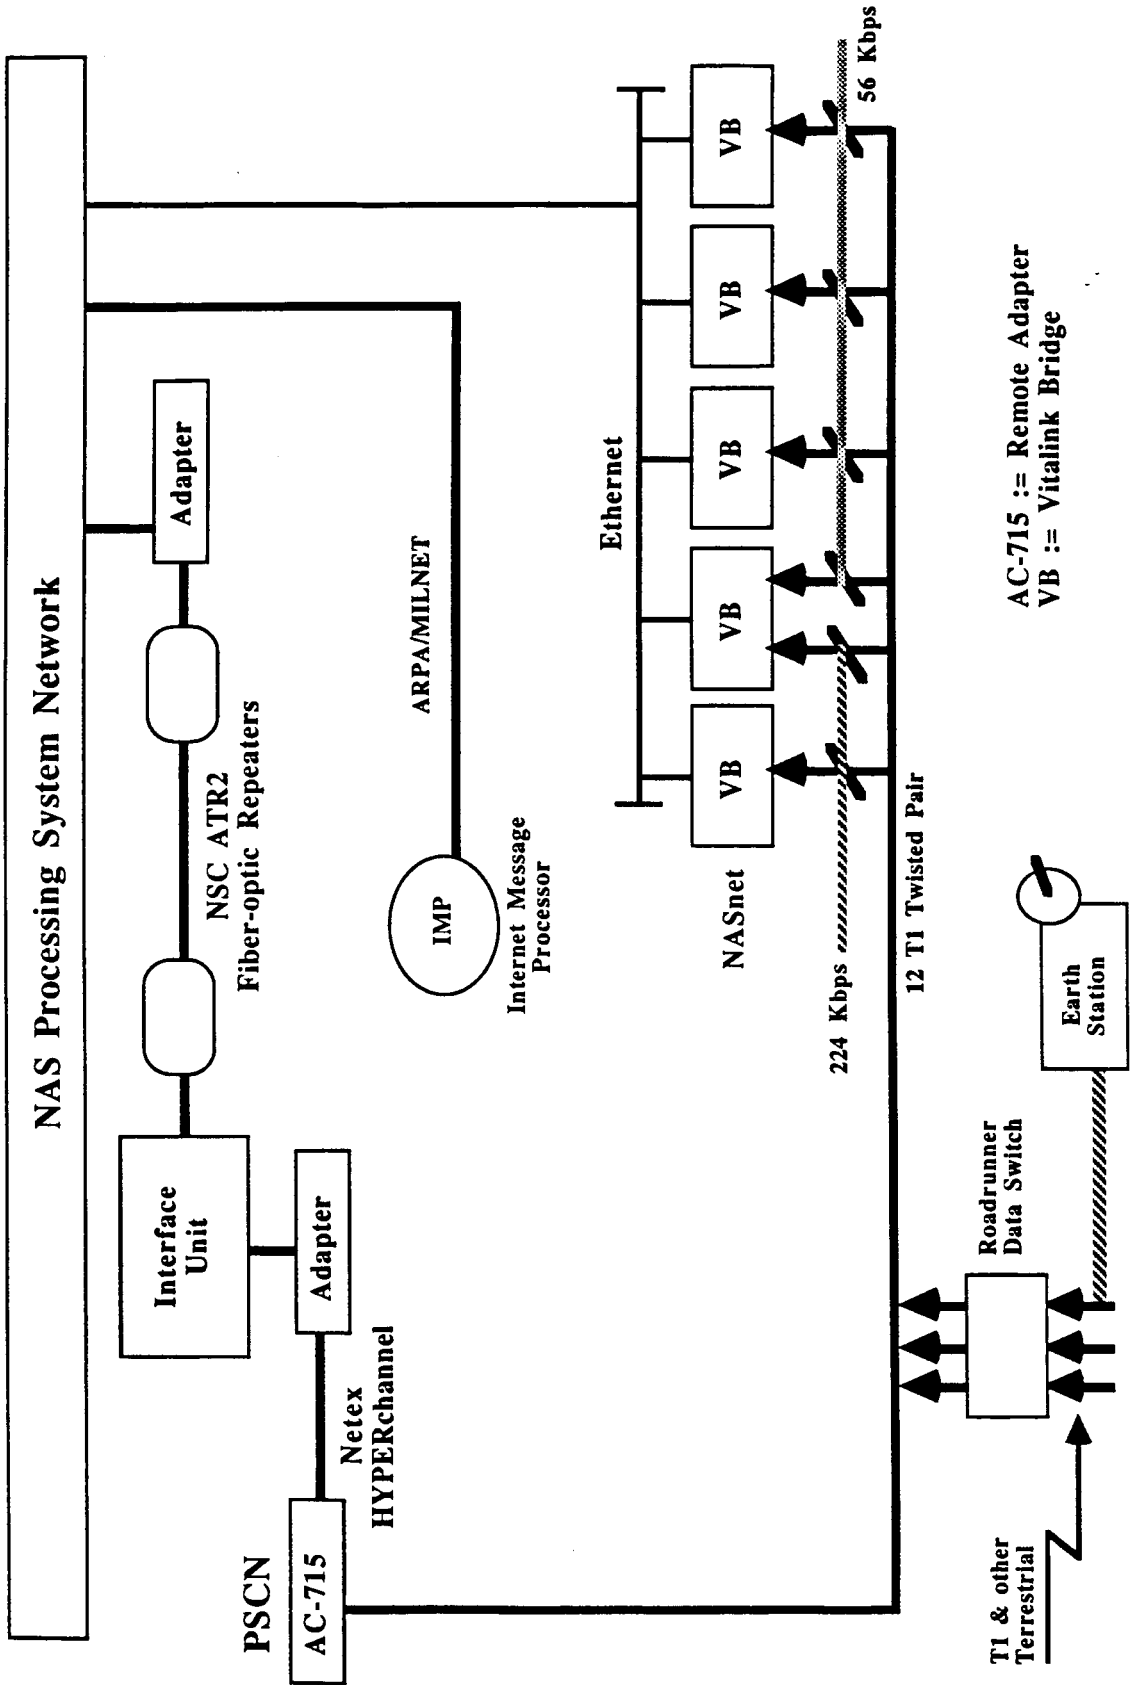 NAS Processing System Network
PSCN
AC-715
Netex
HYPERchannel
Adapter
Interface
Unit
NSC ATR2
Fiber-optic Repeaters
Adapter
IMP
Internet Message
Processor
ARPA/MILNET
Ethernet
NASnet
VB
VB
VB
VB
VB
224 Kbps
56 Kbps
12 T1 Twisted Pair
T1 & other
Terrestrial
Roadrunner
Data Switch
Earth
Station
AC-715 := Remote Adapter
VB := Vitalink Bridge